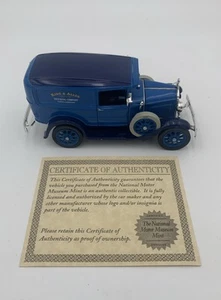 CERTIFICATE OF AUTHENTICITY
This Certificate of Authenticity guarantees that the
vehicle you purchased from the National Motor
Museum Mint is an authentic collectible. It is fully
licensed and authorized by the car maker and any
other manufacturer whose logo and/or insignia is
part of the vehicle.
Please retain this Certificate of
Authenticity as proof of ownership.
The National
Motor Museum
Mint